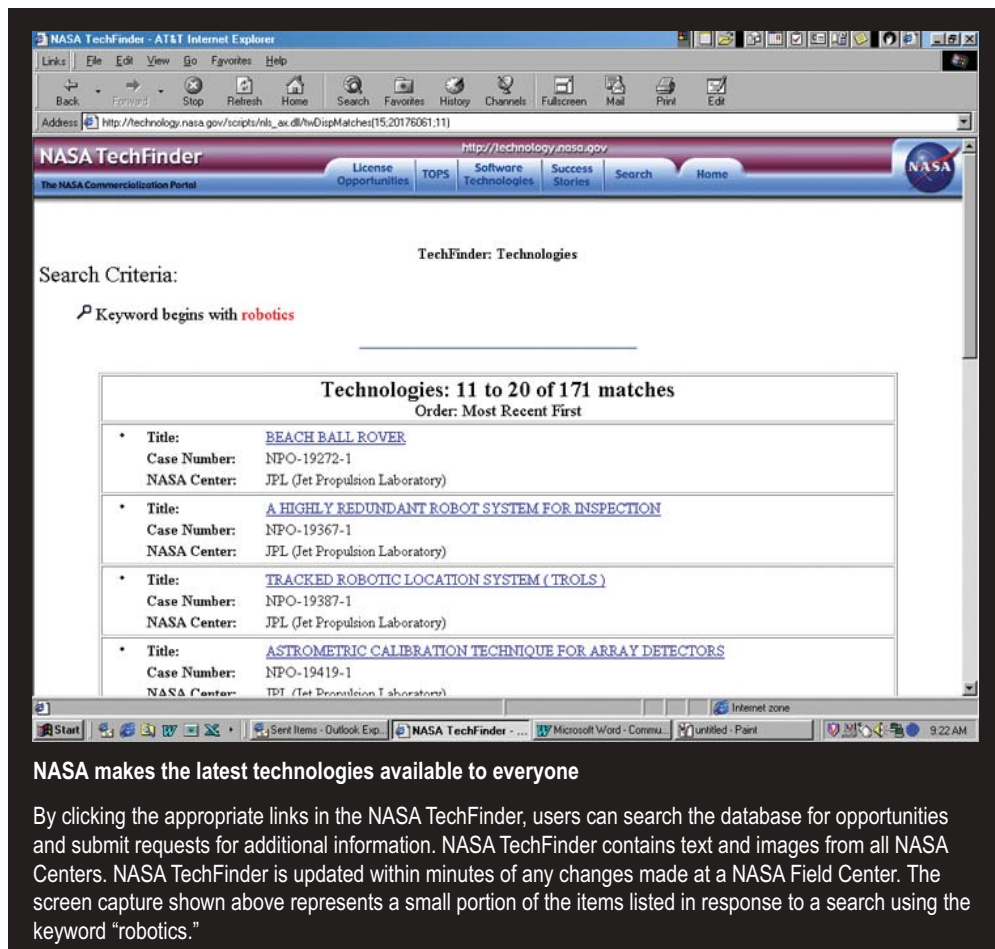 NASA TechFinder - AT&T Internet Explorer
Links File Edit View Go Favorites Help
Back Forward Stop Refresh Home Search Favorites History Channels Fullscreen Mail Print Edit
Address http://technology.nasa.gov/scripts/nls_ax.dll/twDispMatches(15;20176061;11)
NASA TechFinder
http://technology.nasa.gov
The NASA Commercialization Portal
License Opportunities TOPS Software Technologies Success Stories Search Home
NASA
TechFinder: Technologies
Search Criteria:
Keyword begins with robotics
Technologies: 11 to 20 of 171 matches
Order: Most Recent First
• Title: BEACH BALL ROVER
Case Number: NPO-19272-1
NASA Center: JPL (Jet Propulsion Laboratory)
• Title: A HIGHLY REDUNDANT ROBOT SYSTEM FOR INSPECTION
Case Number: NPO-19367-1
NASA Center: JPL (Jet Propulsion Laboratory)
• Title: TRACKED ROBOTIC LOCATION SYSTEM ( TROLS )
Case Number: NPO-19387-1
NASA Center: JPL (Jet Propulsion Laboratory)
• Title: ASTROMETRIC CALIBRATION TECHNIQUE FOR ARRAY DETECTORS
Case Number: NPO-19419-1
NASA Center: JPL (Jet Propulsion Laboratory)
Internet zone
Start Sent Items - Outlook Exp... NASA TechFinder - ... Microsoft Word - Commu... untitled - Paint 9:22 AM
NASA makes the latest technologies available to everyone
By clicking the appropriate links in the NASA TechFinder, users can search the database for opportunities
and submit requests for additional information. NASA TechFinder contains text and images from all NASA
Centers. NASA TechFinder is updated within minutes of any changes made at a NASA Field Center. The
screen capture shown above represents a small portion of the items listed in response to a search using the
keyword “robotics.”